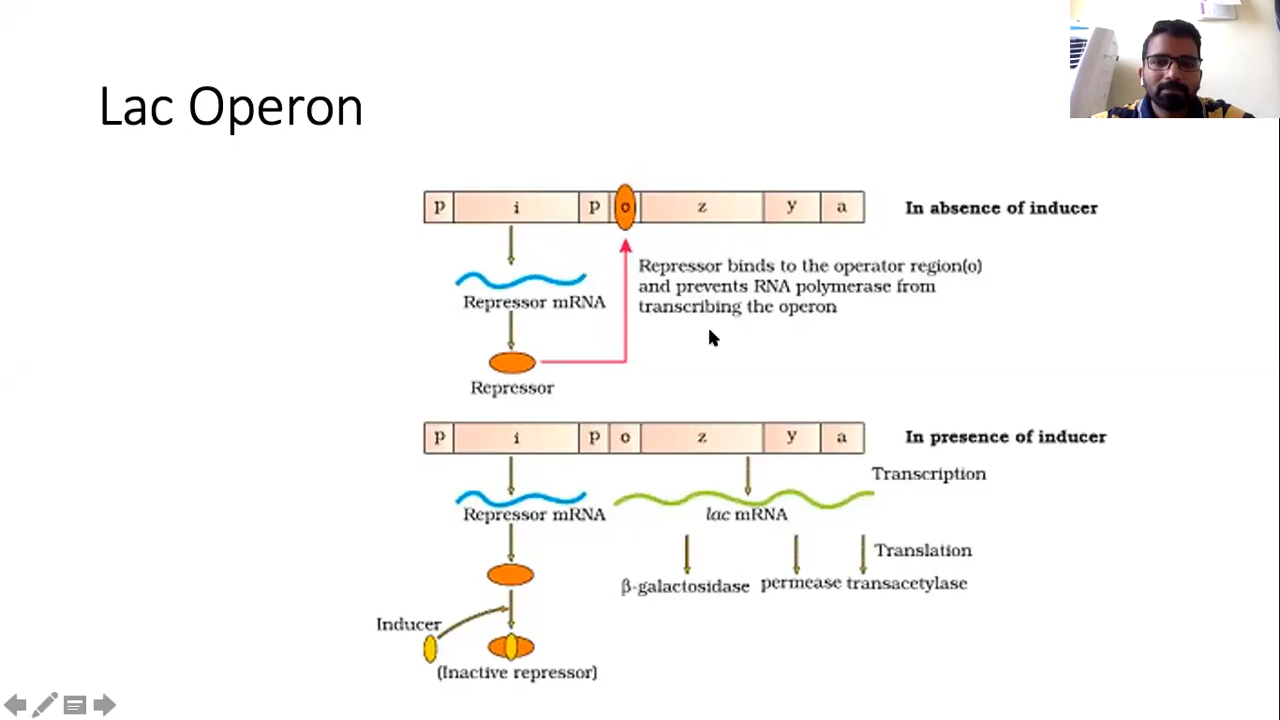 Lac Operon
p i p o z y a In absence of inducer
Repressor binds to the operator region(o)
and prevents RNA polymerase from
transcribing the operon
Repressor mRNA
Repressor
p i p o z y a In presence of inducer
Transcription
Repressor mRNA lac mRNA
Translation
β-galactosidase permease transacetylase
Inducer
(Inactive repressor)